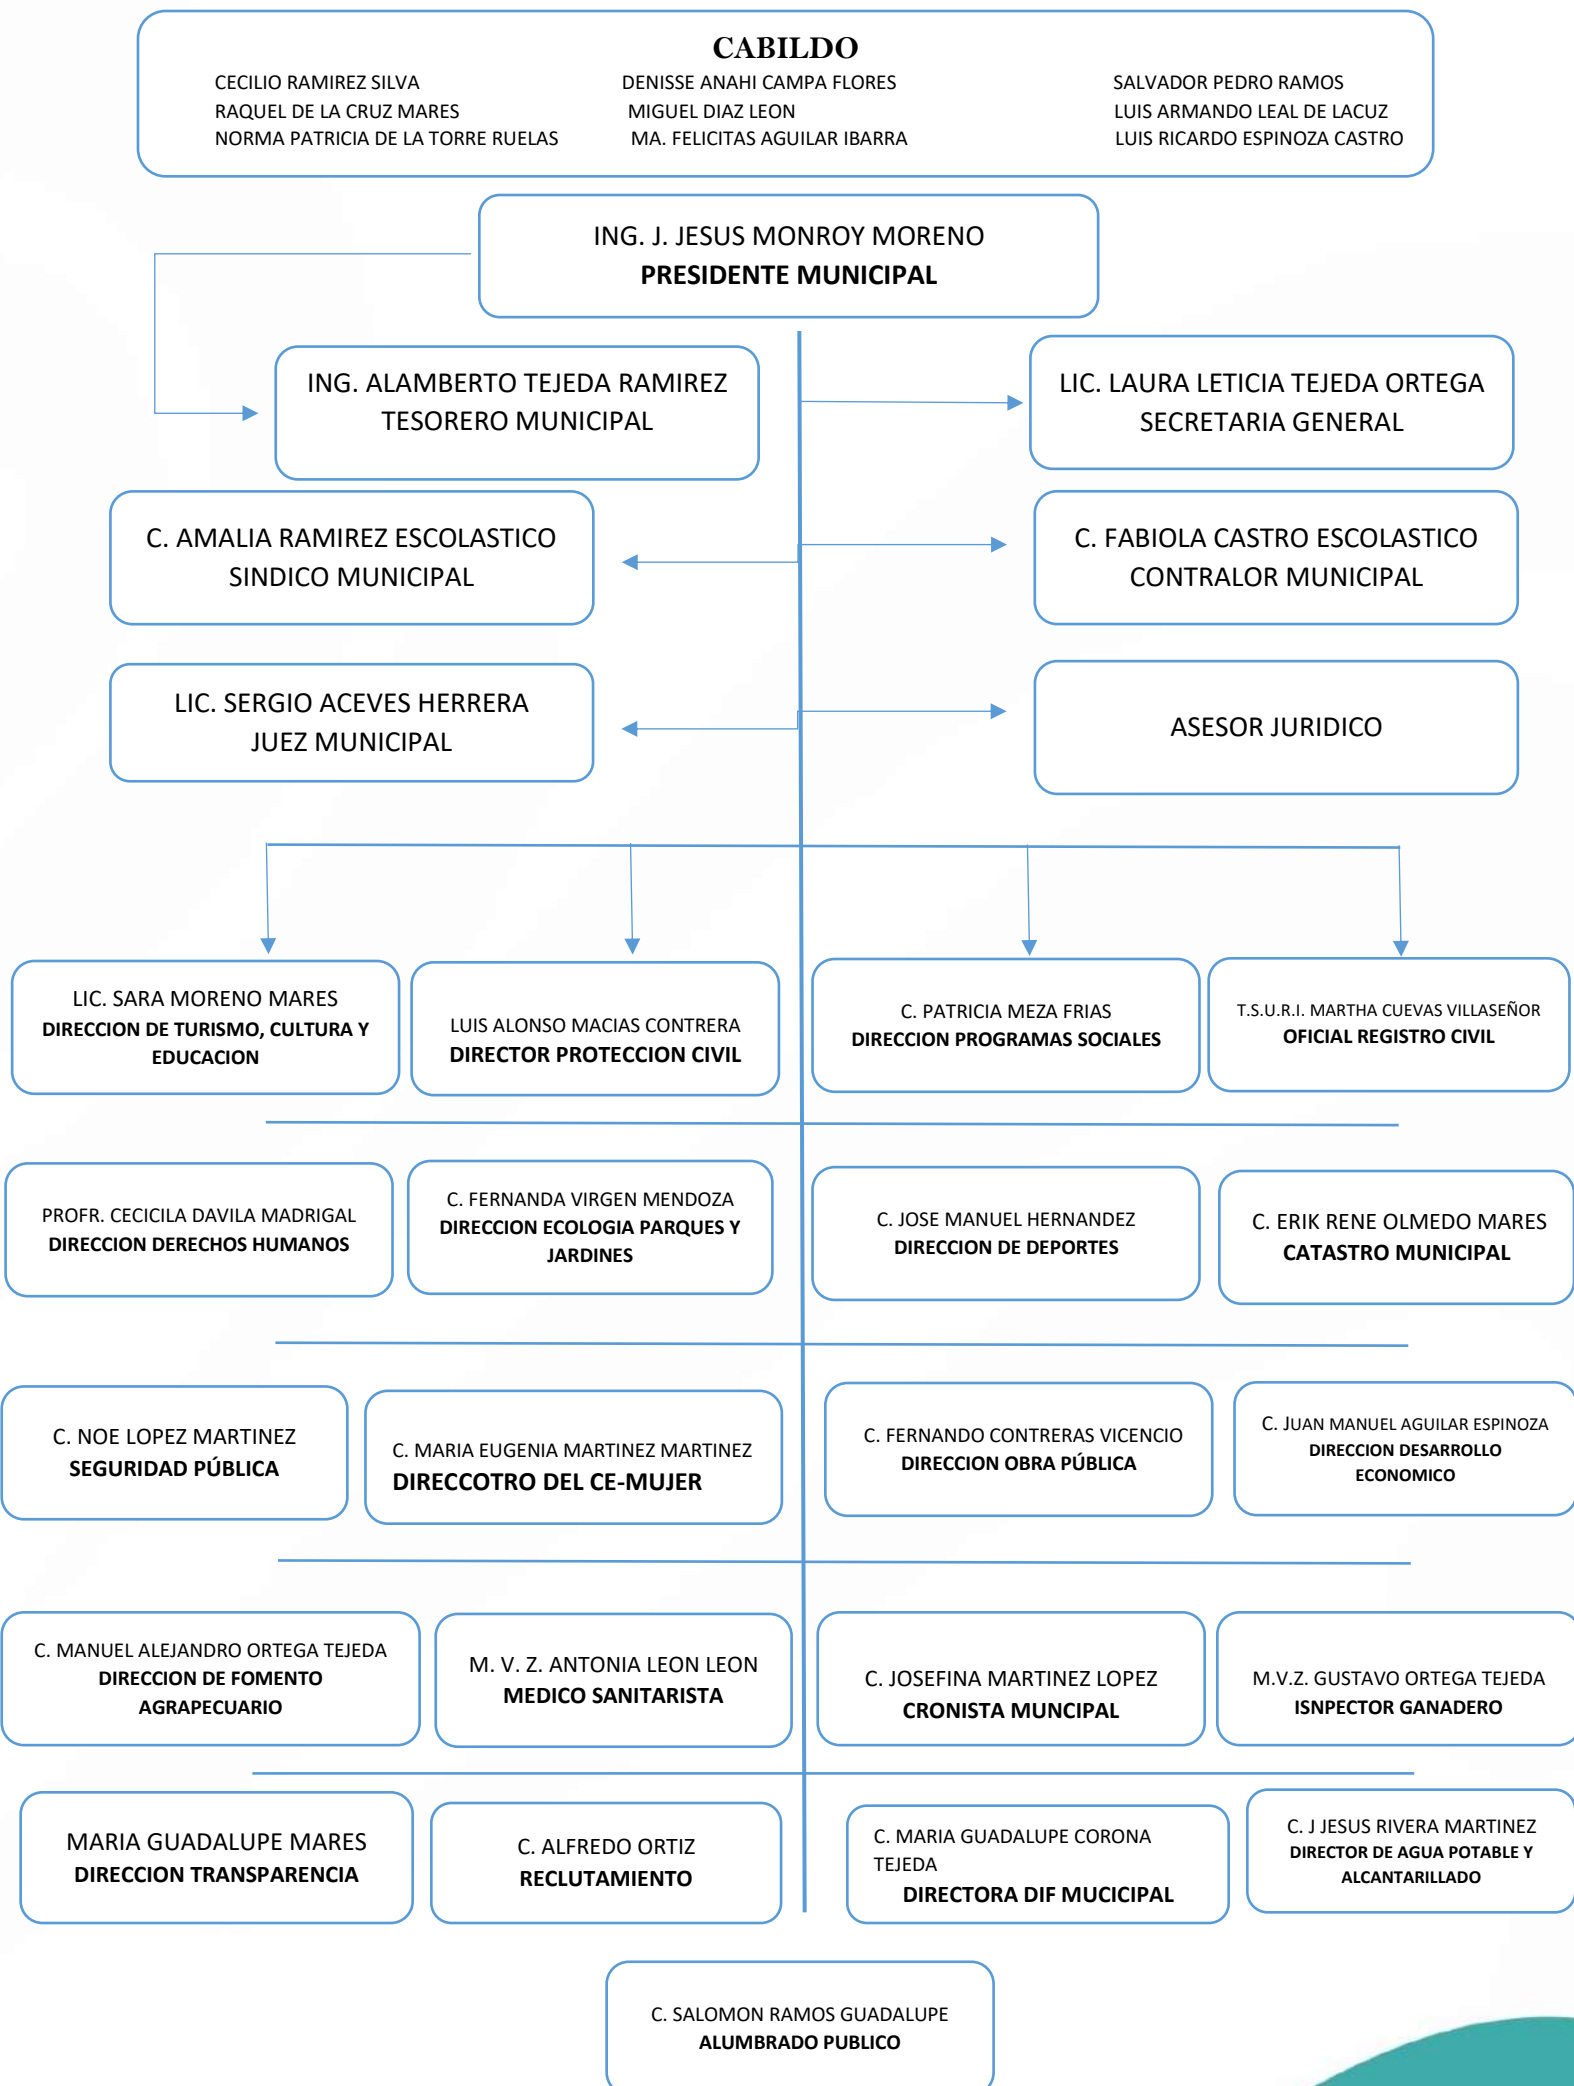 CABILDO
CECILIO RAMIREZ SILVA DENISSE ANAHI CAMPA FLORES SALVADOR PEDRO RAMOS
RAQUEL DE LA CRUZ MARES MIGUEL DIAZ LEON LUIS ARMANDO LEAL DE LACUZ
NORMA PATRICIA DE LA TORRE RUELAS MA. FELICITAS AGUILAR IBARRA LUIS RICARDO ESPINOZA CASTRO
ING. J. JESUS MONROY MORENO
PRESIDENTE MUNICIPAL
ING. ALAMBERTO TEJEDA RAMIREZ
TESORERO MUNICIPAL
LIC. LAURA LETICIA TEJEDA ORTEGA
SECRETARIA GENERAL
C. AMALIA RAMIREZ ESCOLASTICO
SINDICO MUNICIPAL
C. FABIOLA CASTRO ESCOLASTICO
CONTRALOR MUNICIPAL
LIC. SERGIO ACEVES HERRERA
JUEZ MUNICIPAL
ASESOR JURIDICO
LIC. SARA MORENO MARES
DIRECCION DE TURISMO, CULTURA Y
EDUCACION
LUIS ALONSO MACIAS CONTRERA
DIRECTOR PROTECCION CIVIL
C. PATRICIA MEZA FRIAS
DIRECCION PROGRAMAS SOCIALES
T.S.U.R.I. MARTHA CUEVAS VILLASEÑOR
OFICIAL REGISTRO CIVIL
PROFR. CECICILA DAVILA MADRIGAL
DIRECCION DERECHOS HUMANOS
C. FERNANDA VIRGEN MENDOZA
DIRECCION ECOLOGIA PARQUES Y
JARDINES
C. JOSE MANUEL HERNANDEZ
DIRECCION DE DEPORTES
C. ERIK RENE OLMEDO MARES
CATASTRO MUNICIPAL
C. NOE LOPEZ MARTINEZ
SEGURIDAD PÚBLICA
C. MARIA EUGENIA MARTINEZ MARTINEZ
DIRECCOTRO DEL CE-MUJER
C. FERNANDO CONTRERAS VICENCIO
DIRECCION OBRA PÚBLICA
C. JUAN MANUEL AGUILAR ESPINOZA
DIRECCION DESARROLLO
ECONOMICO
C. MANUEL ALEJANDRO ORTEGA TEJEDA
DIRECCION DE FOMENTO
AGRAPECUARIO
M. V. Z. ANTONIA LEON LEON
MEDICO SANITARISTA
C. JOSEFINA MARTINEZ LOPEZ
CRONISTA MUNCIPAL
M.V.Z. GUSTAVO ORTEGA TEJEDA
ISNPECTOR GANADERO
MARIA GUADALUPE MARES
DIRECCION TRANSPARENCIA
C. ALFREDO ORTIZ
RECLUTAMIENTO
C. MARIA GUADALUPE CORONA
TEJEDA
DIRECTORA DIF MUCICIPAL
C. J JESUS RIVERA MARTINEZ
DIRECTOR DE AGUA POTABLE Y
ALCANTARILLADO
C. SALOMON RAMOS GUADALUPE
ALUMBRADO PUBLICO